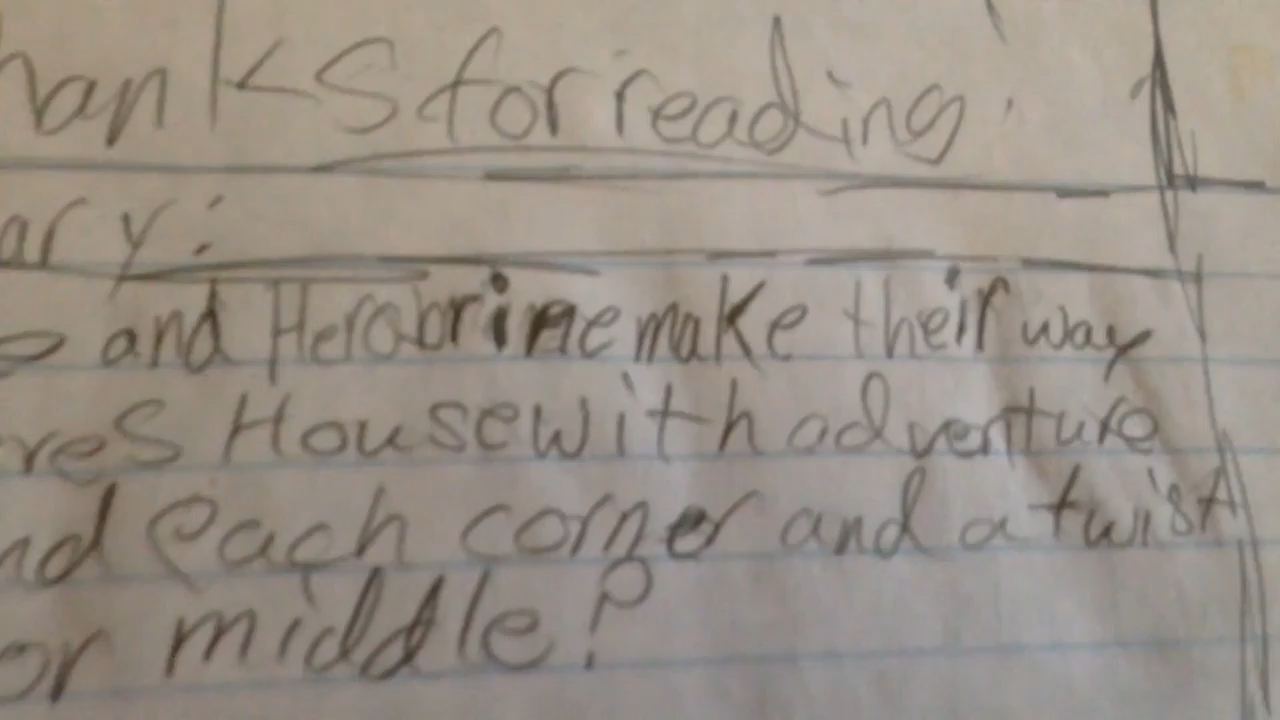 hanks for reading!
ary:
and Herobrine make their way
res House with adventure
nd each corner and a twist
or middle?